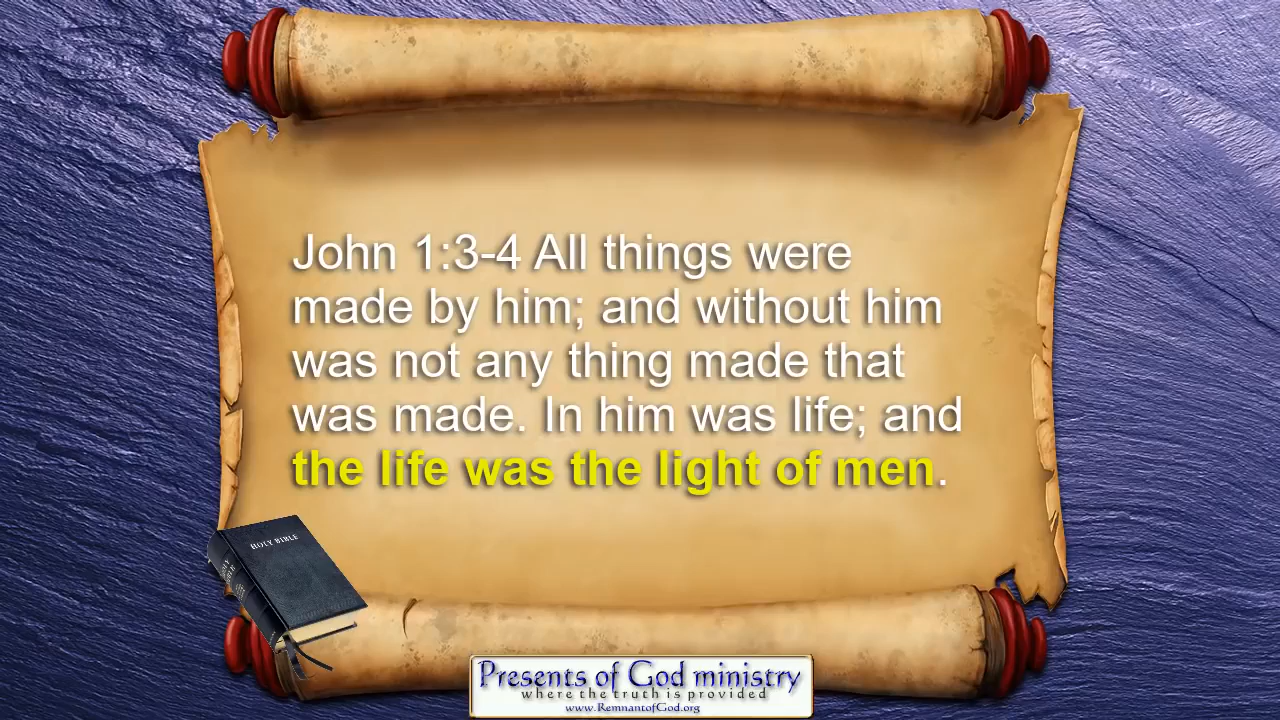 John 1:3-4 All things were
made by him; and without him
was not any thing made that
was made. In him was life; and
the life was the light of men.
HOLY BIBLE
Presents of God ministry
where the truth is provided
www.RemnantofGod.org